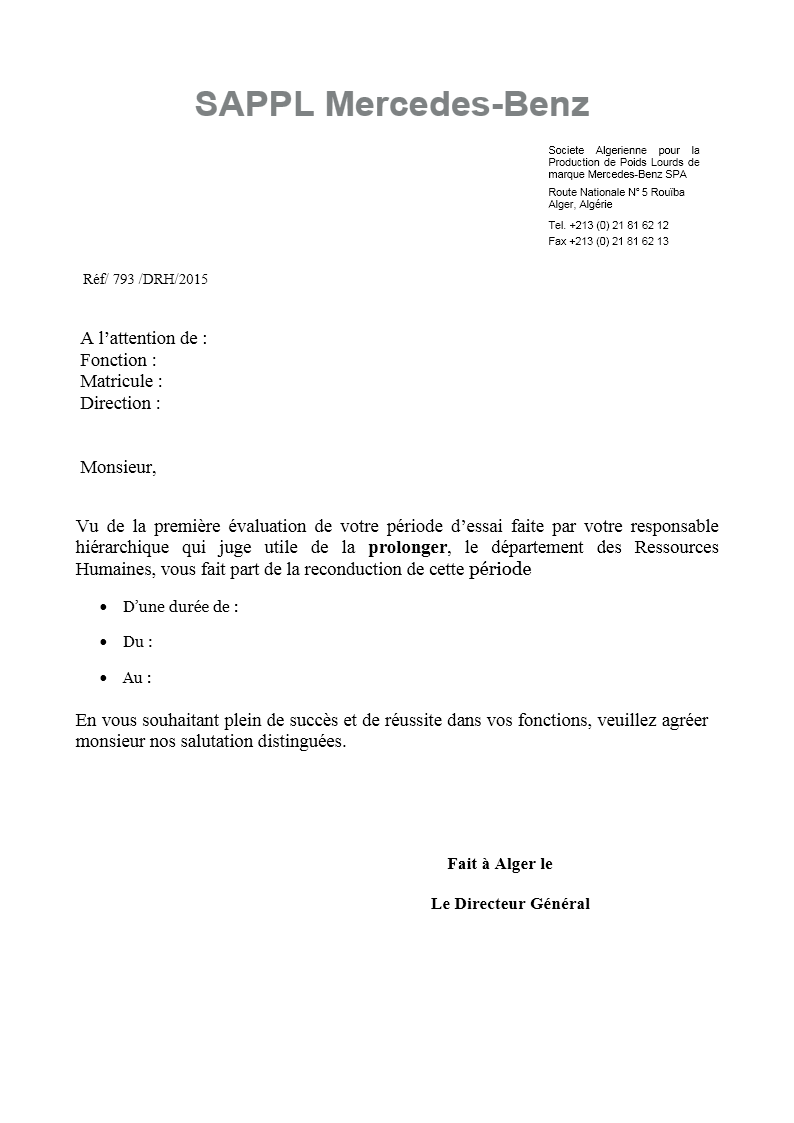 SAPPL Mercedes-Benz
Societe Algerienne pour la
Production de Poids Lourds de
marque Mercedes-Benz SPA
Route Nationale N° 5 Rouïba
Alger, Algérie
Tel. +213 (0) 21 81 62 12
Fax +213 (0) 21 81 62 13
Réf/ 793 /DRH/2015
A l’attention de :
Fonction :
Matricule :
Direction :
Monsieur,
Vu de la première évaluation de votre période d’essai faite par votre responsable
hiérarchique qui juge utile de la prolonger, le département des Ressources
Humaines, vous fait part de la reconduction de cette période
• D’une durée de :
• Du :
• Au :
En vous souhaitant plein de succès et de réussite dans vos fonctions, veuillez agréer
monsieur nos salutation distinguées.
Fait à Alger le
Le Directeur Général